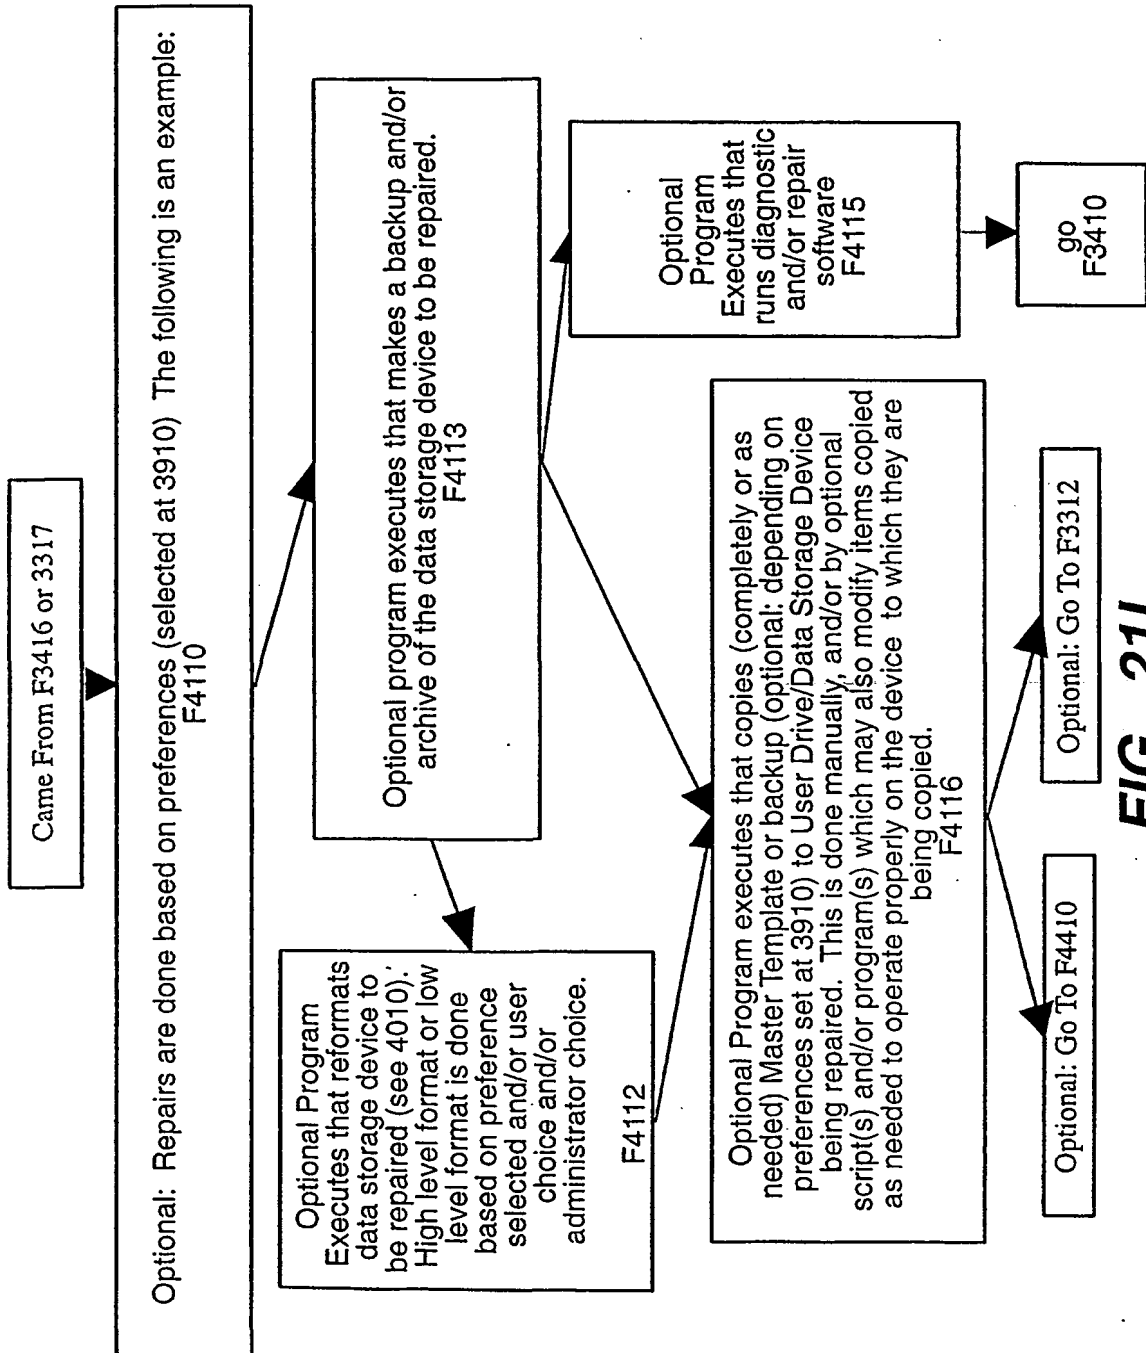 Came From F3416 or 3317
Optional:  Repairs are done based on preferences (selected at 3910)  The following is an example:
F4110
Optional program executes that makes a backup and/or
archive of the data storage device to be repaired.
F4113
Optional
Program
Executes that
runs diagnostic
and/or repair
software
F4115
go
F3410
Optional Program
Executes that reformats
data storage device to
be repaired (see 4010).
High level format or low
level format is done
based on preference
selected and/or user
choice and/or
administrator choice.
F4112
Optional Program executes that copies (completely or as
needed) Master Template or backup (optional: depending on
preferences set at 3910) to User Drive/Data Storage Device
being repaired.  This is done manually, and/or by optional
script(s) and/or program(s) which may also modify items copied
as needed to operate properly on the device  to which they are
being copied.
F4116
Optional: Go To F4410
Optional: Go To F3312
FIG.